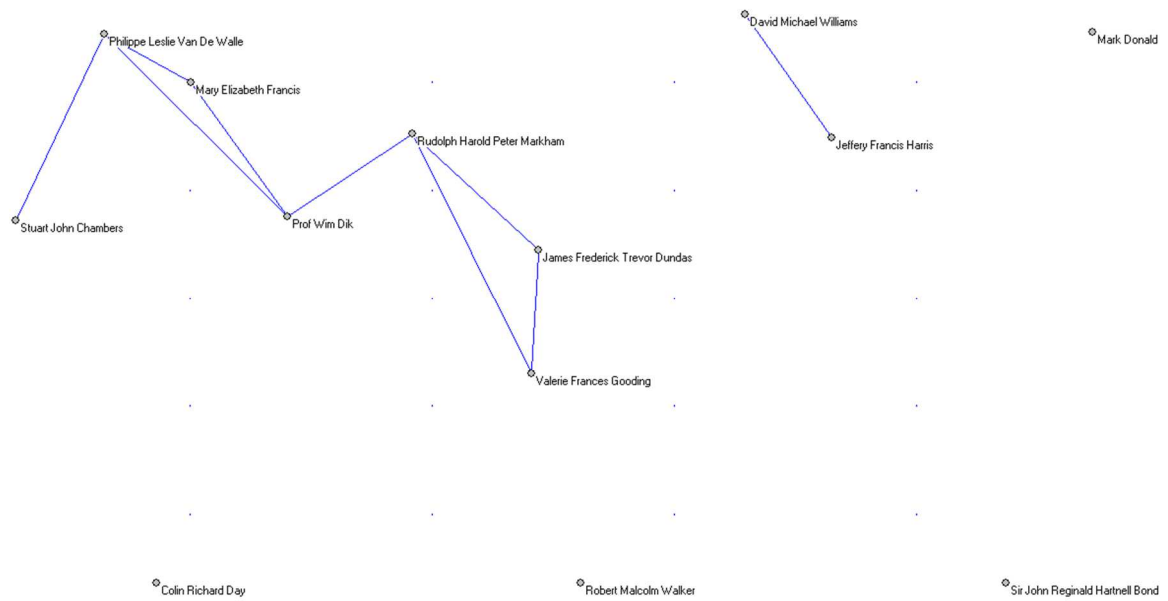 David Michael Williams
Philippe Leslie Van De Walle
Mark Donald
Mary Elizabeth Francis
Rudolph Harold Peter Markham
Jeffery Francis Harris
Stuart John Chambers
Prof Wim Dik
James Frederick Trevor Dundas
Valerie Frances Gooding
Colin Richard Day
Robert Malcolm Walker
Sir John Reginald Hartnell Bond